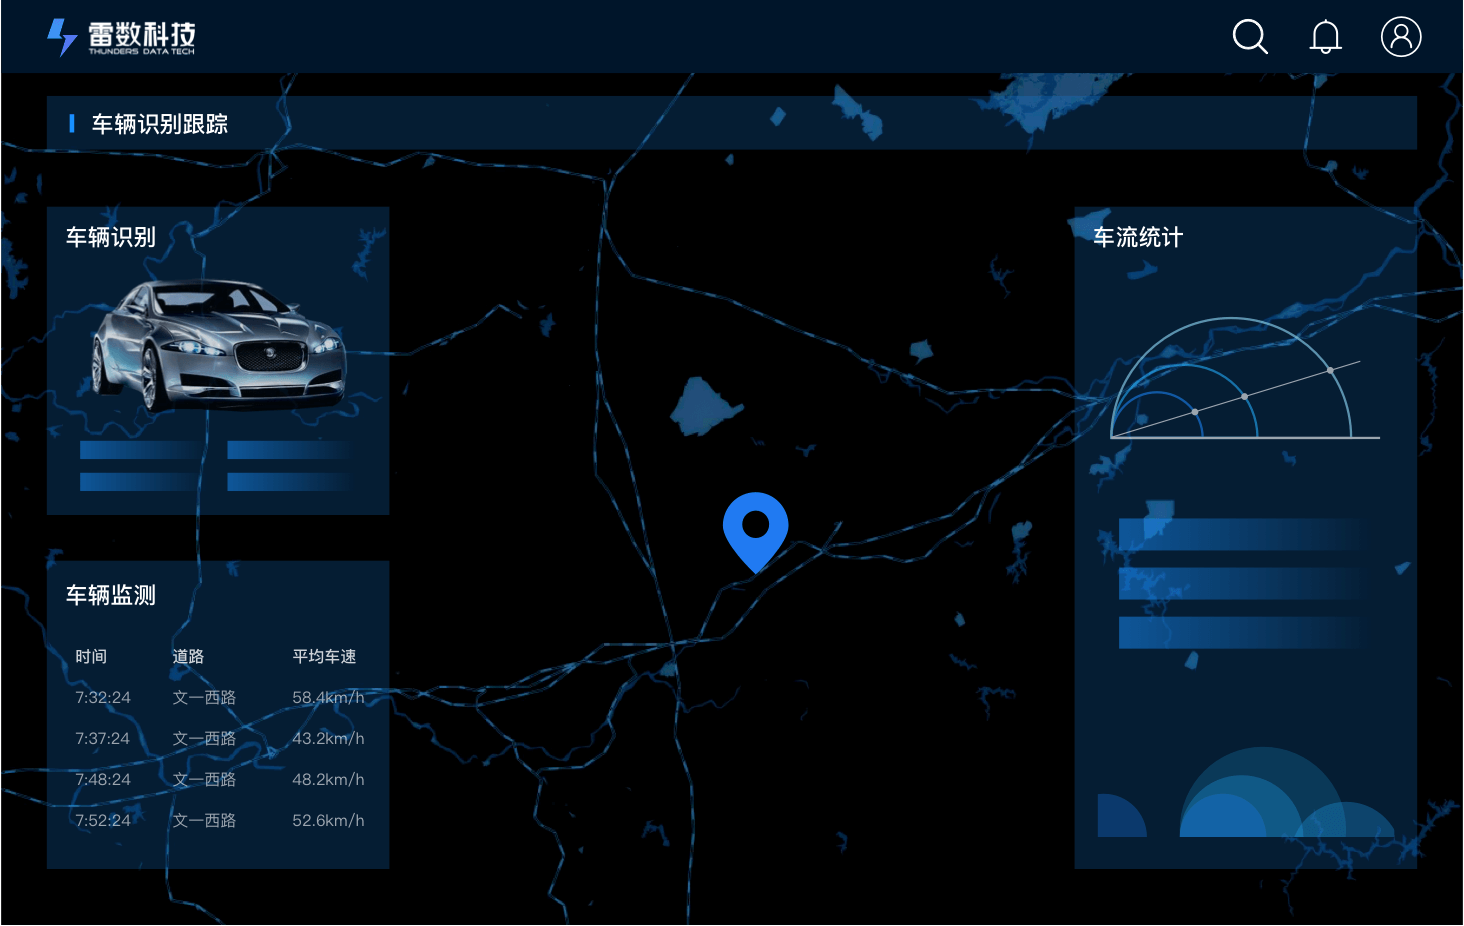 雷数科技
THUNDERS DATA TECH
车辆识别跟踪
车辆识别
车辆监测
时间 道路 平均车速
7:32:24 文一西路 58.4km/h
7:37:24 文一西路 43.2km/h
7:48:24 文一西路 48.2km/h
7:52:24 文一西路 52.6km/h
车流统计